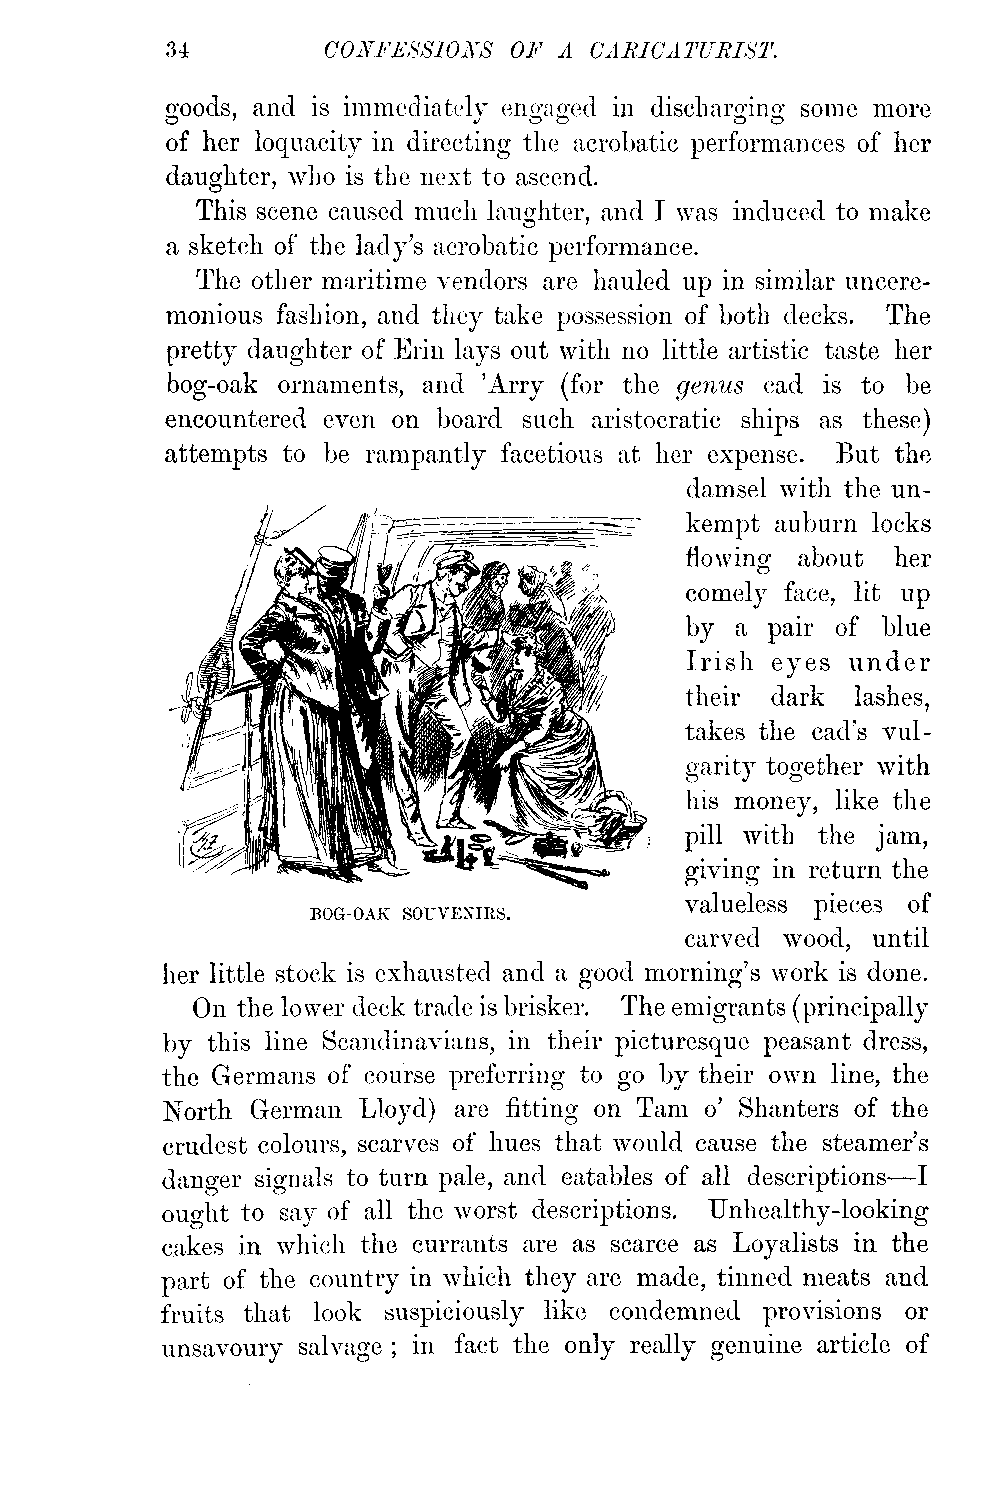 34 CONFESSIONS OF A CARICATURIST.
goods, and is immediately engaged in discharging some more
of her loquacity in directing the acrobatic performances of her
daughter, who is the next to ascend.
This scene caused much laughter, and I was induced to make
a sketch of the lady's acrobatic performance.
The other maritime vendors are hauled up in similar uncere-
monious fashion, and they take possession of both decks. The
pretty daughter of Erin lays out with no little artistic taste her
bog-oak ornaments, and 'Arry (for the genus cad is to be
encountered even on board such aristocratic ships as these)
attempts to be rampantly facetious at her expense. But the
damsel with the un-
kempt auburn locks
flowing about her
comely face, lit up
by a pair of blue
Irish eyes under
their dark lashes,
takes the cad's vul-
garity together with
his money, like the
pill with the jam,
giving in return the
valueless pieces of
carved wood, until
BOG-OAK SOUVENIRS.
her little stock is exhausted and a good morning's work is done.
On the lower deck trade is brisker. The emigrants (principally
by this line Scandinavians, in their picturesque peasant dress,
the Germans of course preferring to go by their own line, the
North German Lloyd) are fitting on Tam o' Shanters of the
crudest colours, scarves of hues that would cause the steamer's
danger signals to turn pale, and eatables of all descriptions—I
ought to say of all the worst descriptions. Unhealthy-looking
cakes in which the currants are as scarce as Loyalists in the
part of the country in which they are made, tinned meats and
fruits that look suspiciously like condemned provisions or
unsavoury salvage ; in fact the only really genuine article of